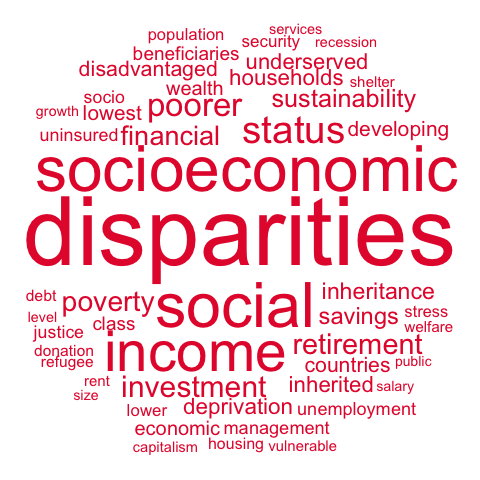 services
population
security recession
beneficiaries
underserved
disadvantaged households
wealth shelter
socio poorer sustainability
growth lowest
uninsured financial status developing
socioeconomic
disparities
debt poverty social inheritance
level class savings stress
justice welfare
donation income retirement
refugee countries public
rent investment inherited salary
size
lower deprivation unemployment
economic management
capitalism housing vulnerable